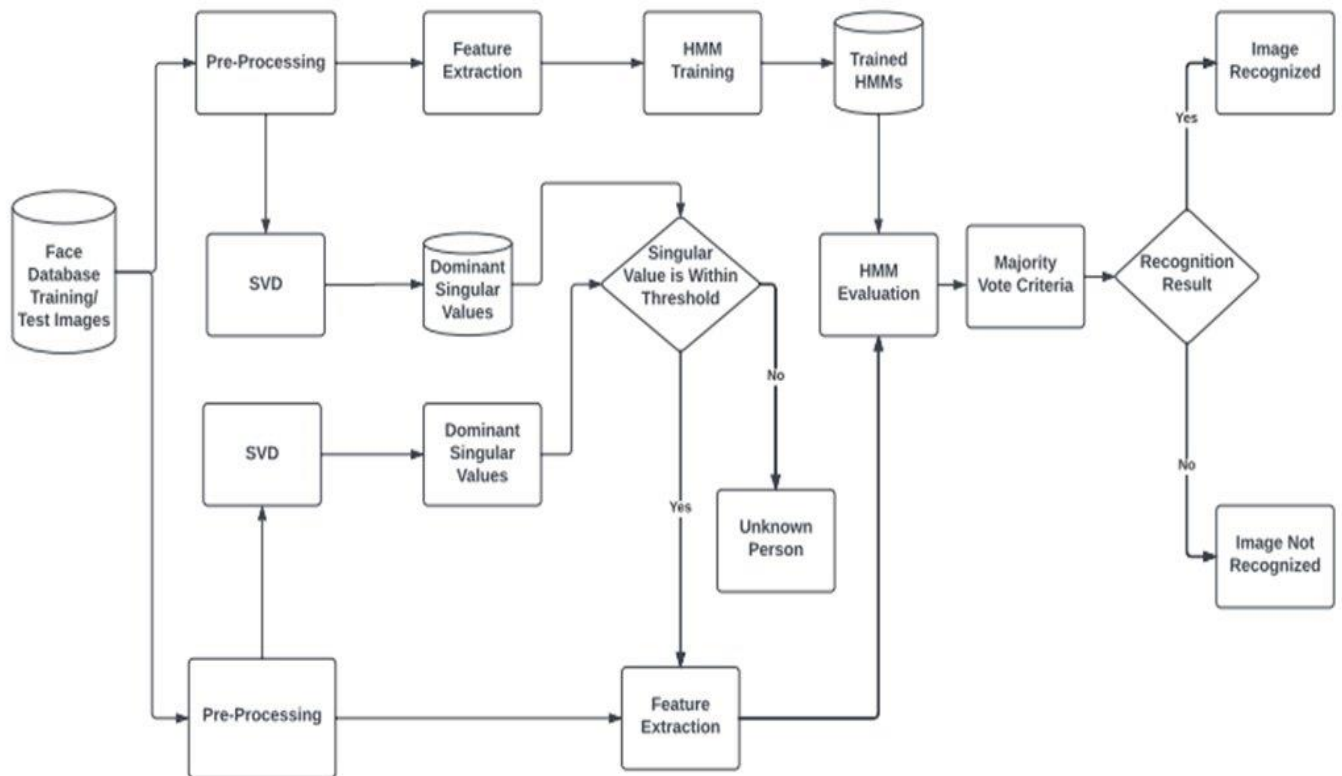 Pre-Processing
Feature
Extraction
HMM
Training
Trained
HMMs
Image
Recognized
Yes
Face
Database
Training/
Test Images
SVD
Dominant
Singular
Values
Singular
Value is Within
Threshold
HMM
Evaluation
Majority
Vote Criteria
Recognition
Result
No
SVD
Dominant
Singular
Values
Yes
Unknown
Person
No
Image Not
Recognized
Pre-Processing
Feature
Extraction